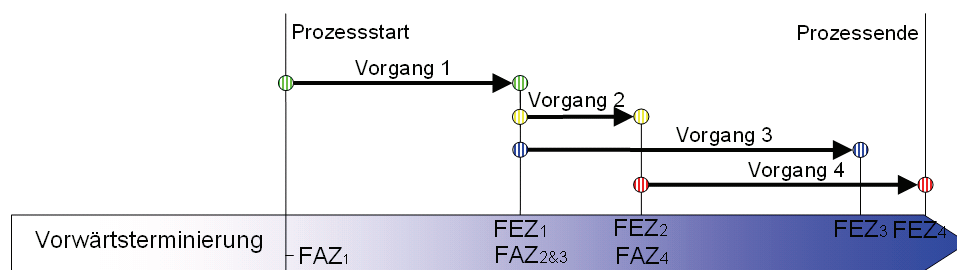 Prozessstart
Prozessende
Vorgang 1
Vorgang 2
Vorgang 3
Vorgang 4
Vorwärtsterminierung
FAZ1
FEZ1
FAZ2&3
FEZ2
FAZ4
FEZ3
FEZ4